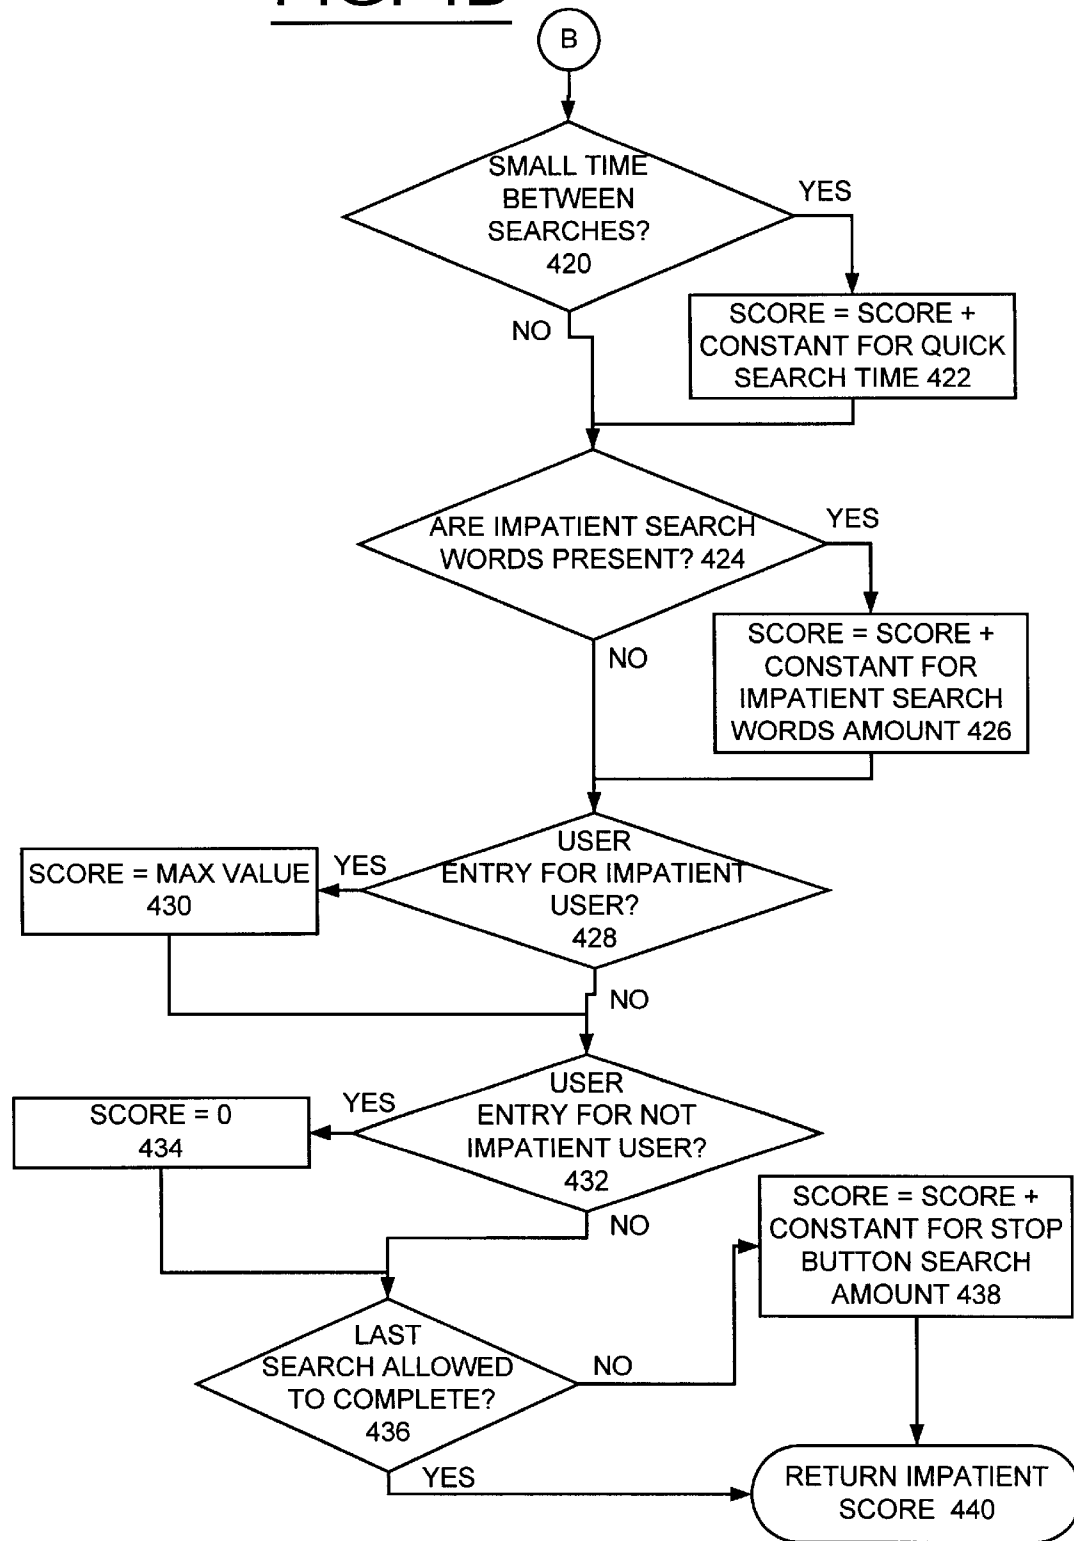 B
SMALL TIME
BETWEEN
SEARCHES?
420
YES
NO
SCORE = SCORE +
CONSTANT FOR QUICK
SEARCH TIME 422
ARE IMPATIENT SEARCH
WORDS PRESENT? 424
YES
NO
SCORE = SCORE +
CONSTANT FOR
IMPATIENT SEARCH
WORDS AMOUNT 426
USER
ENTRY FOR IMPATIENT
USER?
428
YES
SCORE = MAX VALUE
430
NO
USER
ENTRY FOR NOT
IMPATIENT USER?
432
YES
SCORE = 0
434
NO
SCORE = SCORE +
CONSTANT FOR STOP
BUTTON SEARCH
AMOUNT 438
LAST
SEARCH ALLOWED
TO COMPLETE?
436
NO
YES
RETURN IMPATIENT
SCORE 440